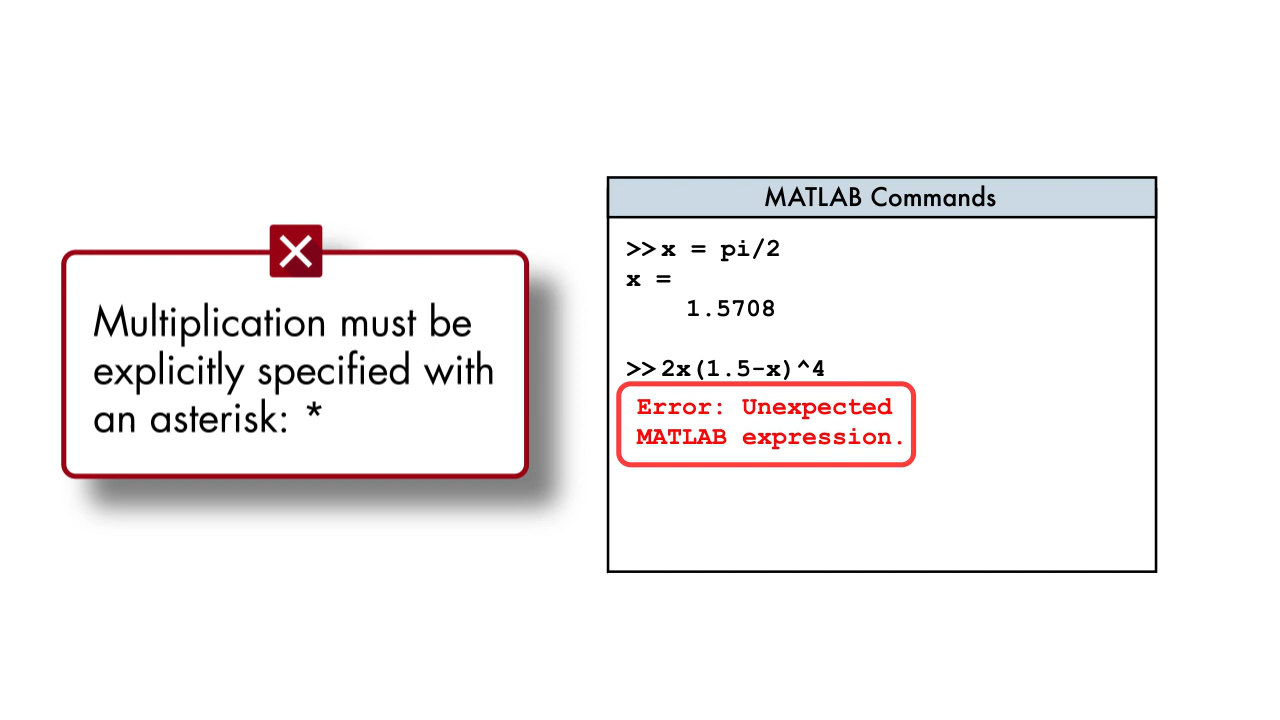 Multiplication must be
explicitly specified with
an asterisk: *
MATLAB Commands
>>x = pi/2
x =
1.5708
>>2x(1.5-x)^4
Error: Unexpected
MATLAB expression.